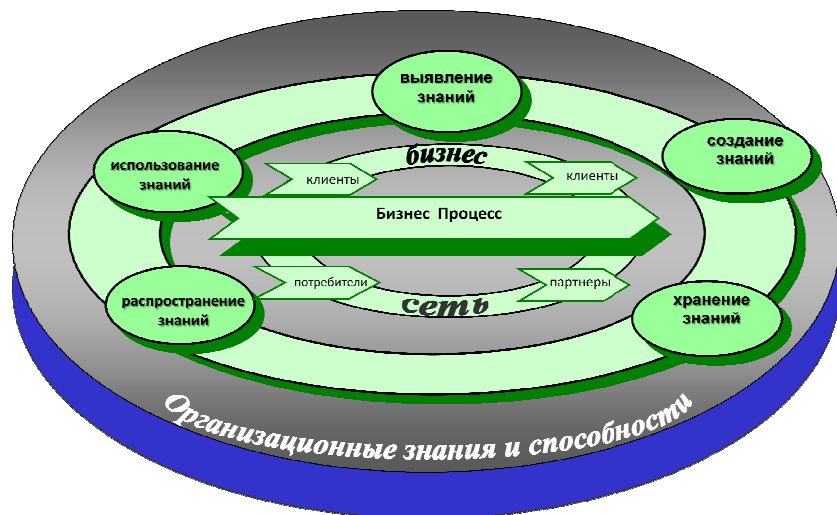 выявление
знаний
создание
знаний
использование
знаний
бизнес
клиенты
клиенты
Бизнес Процесс
потребители
партнеры
сеть
распространение
знаний
хранение
знаний
Организационные знания и способности